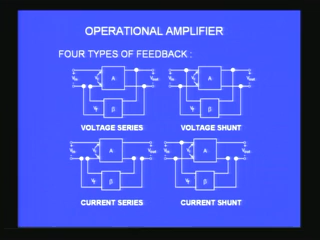 OPERATIONAL AMPLIFIER
FOUR TYPES OF FEEDBACK :
A
A
β
β
VOLTAGE SERIES
VOLTAGE SHUNT
A
A
β
β
CURRENT SERIES
CURRENT SHUNT